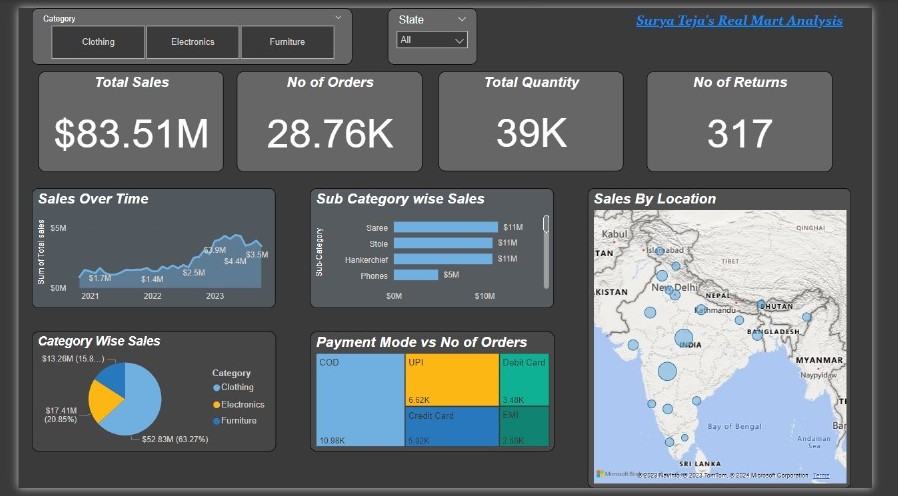 Category
Clothing
Electronics
Furniture
State
All
Surya Teja's Real Mart Analysis
Total Sales
$83.51M
No of Orders
28.76K
Total Quantity
39K
No of Returns
317
Sales Over Time
Sum of Total sales
$5M
$0M
$1.7M
$1.4M
$2.5M
$3.9M
$4.4M
$3.5M
2021
2022
2023
Sub Category wise Sales
Sub-Category
Saree
$11M
Stole
$11M
Hankerchief
$11M
Phones
$5M
$0M
$10M
Sales By Location
Kabul
QINGHAI
TAN
Islamabad
TIBET
KISTAN
New Delhi
NEPAL
Kathmandu
BHUTAN
INDIA
BANGLADESH
MYANMAR
Naypyidaw
Bay of Bengal
Andaman
Sea
SRI LANKA
© 2023 TomTom, © 2024 Microsoft Corporation Terms
Category Wise Sales
$13.26M (15.8...)
$17.41M
(20.85%)
$52.83M (63.27%)
Category
Clothing
Electronics
Furniture
Payment Mode vs No of Orders
COD
10.98K
UPI
6.62K
Debit Card
3.48K
Credit Card
EMI